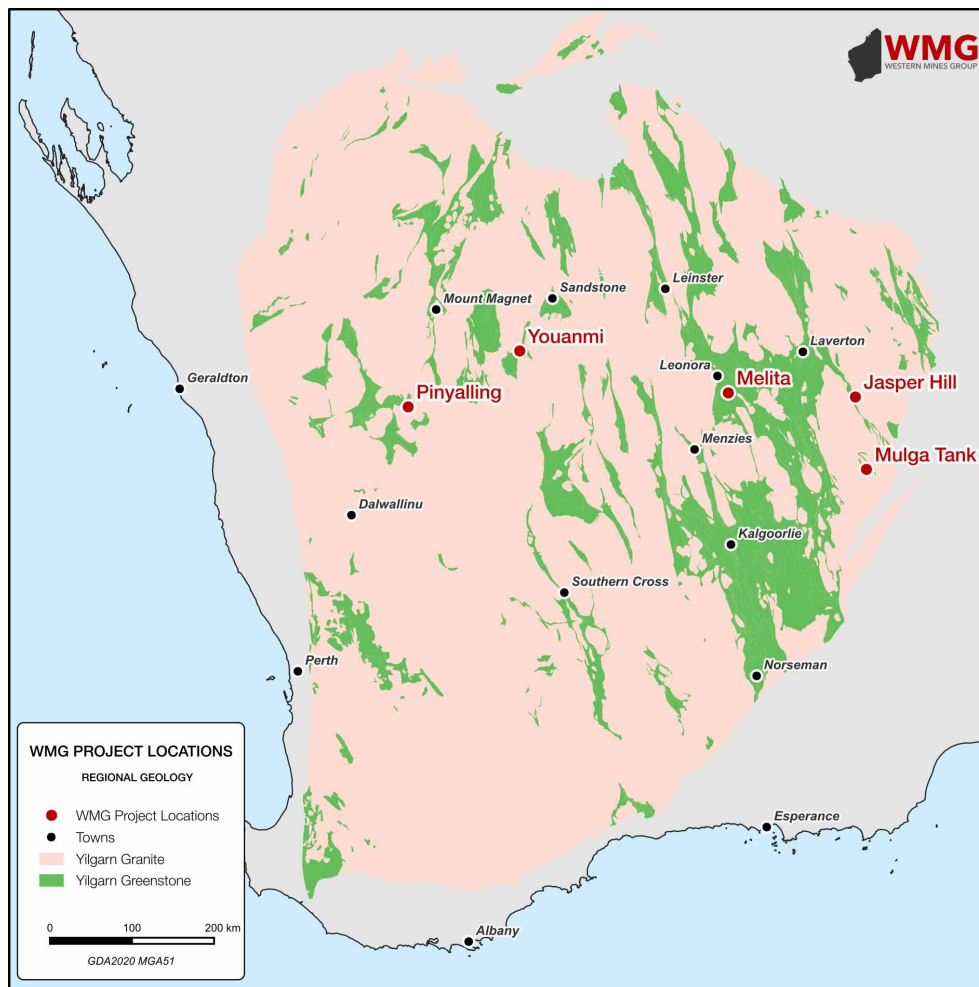 WMG
WESTERN MINES GROUP
Sandstone
Leinster
Mount Magnet
Youanmi
Laverton
Leonora
Geraldton
Melita
Jasper Hill
Pinyalling
Menzies
Mulga Tank
Dalwallinu
Kalgoorlie
Southern Cross
Perth
Norseman
Esperance
Albany
WMG PROJECT LOCATIONS
REGIONAL GEOLOGY
WMG Project Locations
Towns
Yilgarn Granite
Yilgarn Greenstone
0 100 200 km
GDA2020 MGA51